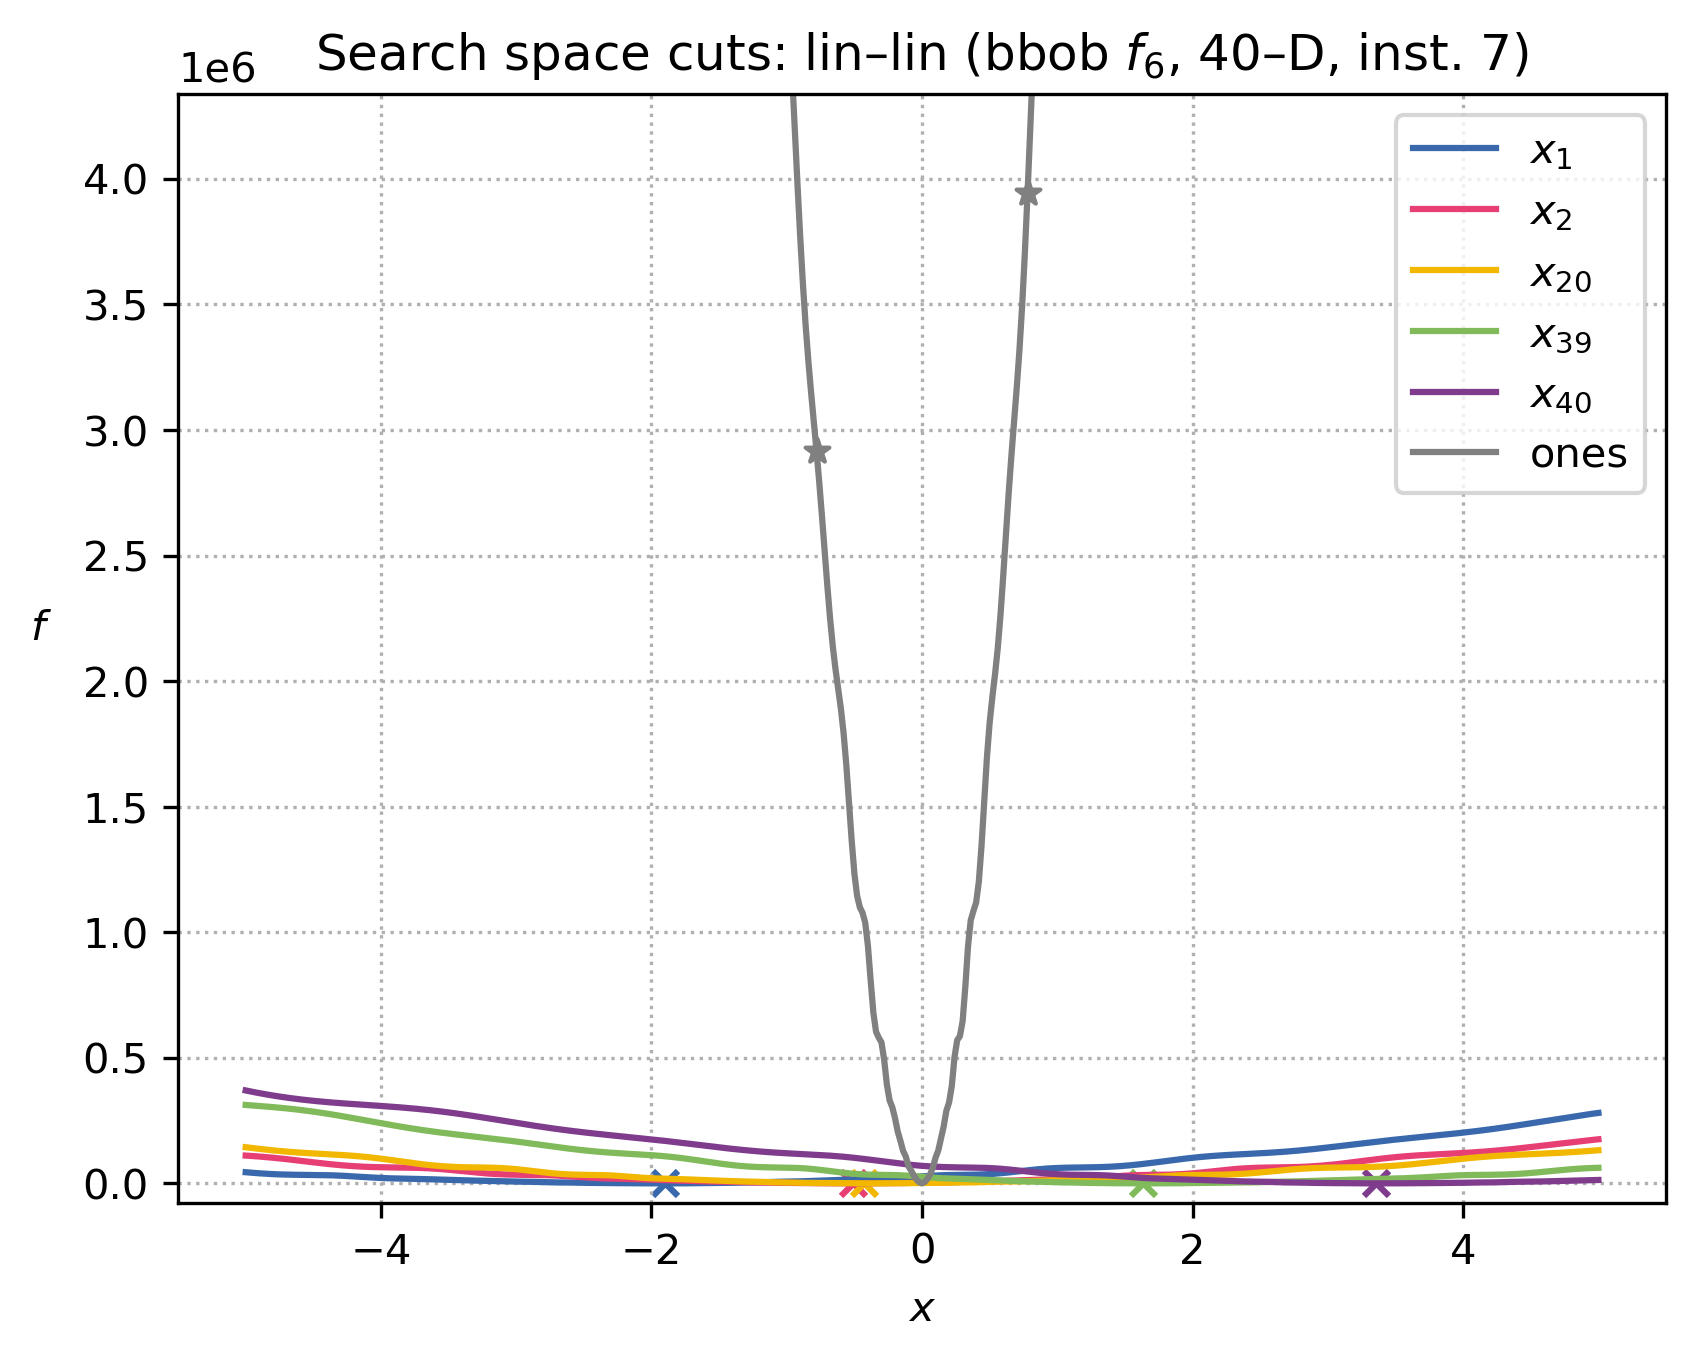 Search space cuts: lin–lin (bbob f₆, 40–D, inst. 7)
1e6
4.0
3.5
3.0
2.5
2.0
1.5
1.0
0.5
0.0
f
−4
−2
0
2
4
x
x₁
x₂
x₂₀
x₃₉
x₄₀
ones